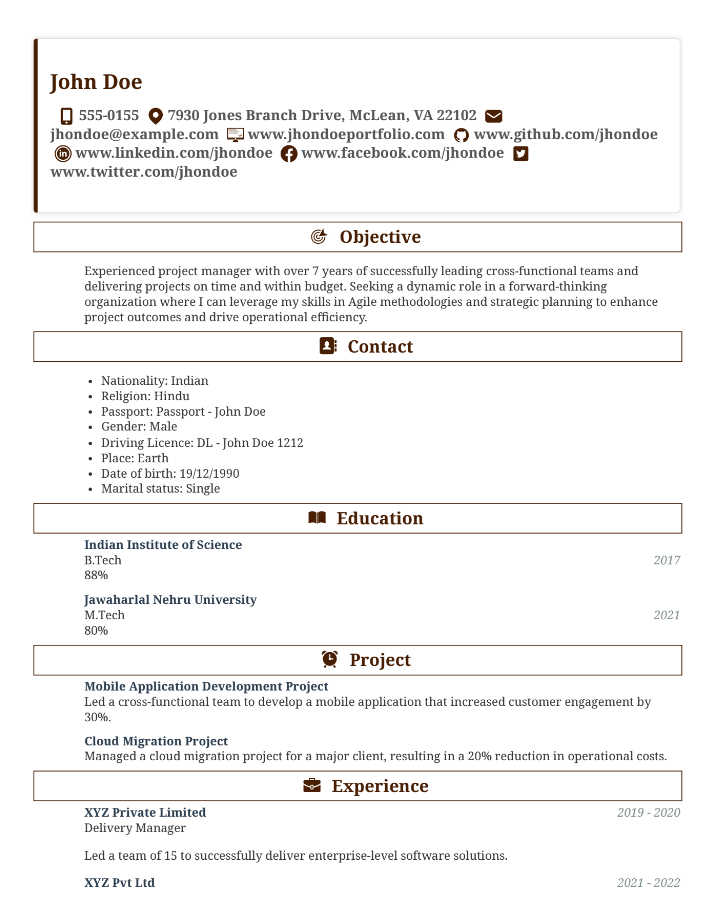 John Doe
555-0155 7930 Jones Branch Drive, McLean, VA 22102
jhondoe@example.com www.jhondoeportfolio.com www.github.com/jhondoe
www.linkedin.com/jhondoe www.facebook.com/jhondoe
www.twitter.com/jhondoe
Objective
Experienced project manager with over 7 years of successfully leading cross-functional teams and
delivering projects on time and within budget. Seeking a dynamic role in a forward-thinking
organization where I can leverage my skills in Agile methodologies and strategic planning to enhance
project outcomes and drive operational efficiency.
Contact
• Nationality: Indian
• Religion: Hindu
• Passport: Passport - John Doe
• Gender: Male
• Driving Licence: DL - John Doe 1212
• Place: Earth
• Date of birth: 19/12/1990
• Marital status: Single
Education
Indian Institute of Science
B.Tech 2017
88%
Jawaharlal Nehru University
M.Tech 2021
80%
Project
Mobile Application Development Project
Led a cross-functional team to develop a mobile application that increased customer engagement by
30%.
Cloud Migration Project
Managed a cloud migration project for a major client, resulting in a 20% reduction in operational costs.
Experience
XYZ Private Limited 2019 - 2020
Delivery Manager
Led a team of 15 to successfully deliver enterprise-level software solutions.
XYZ Pvt Ltd 2021 - 2022